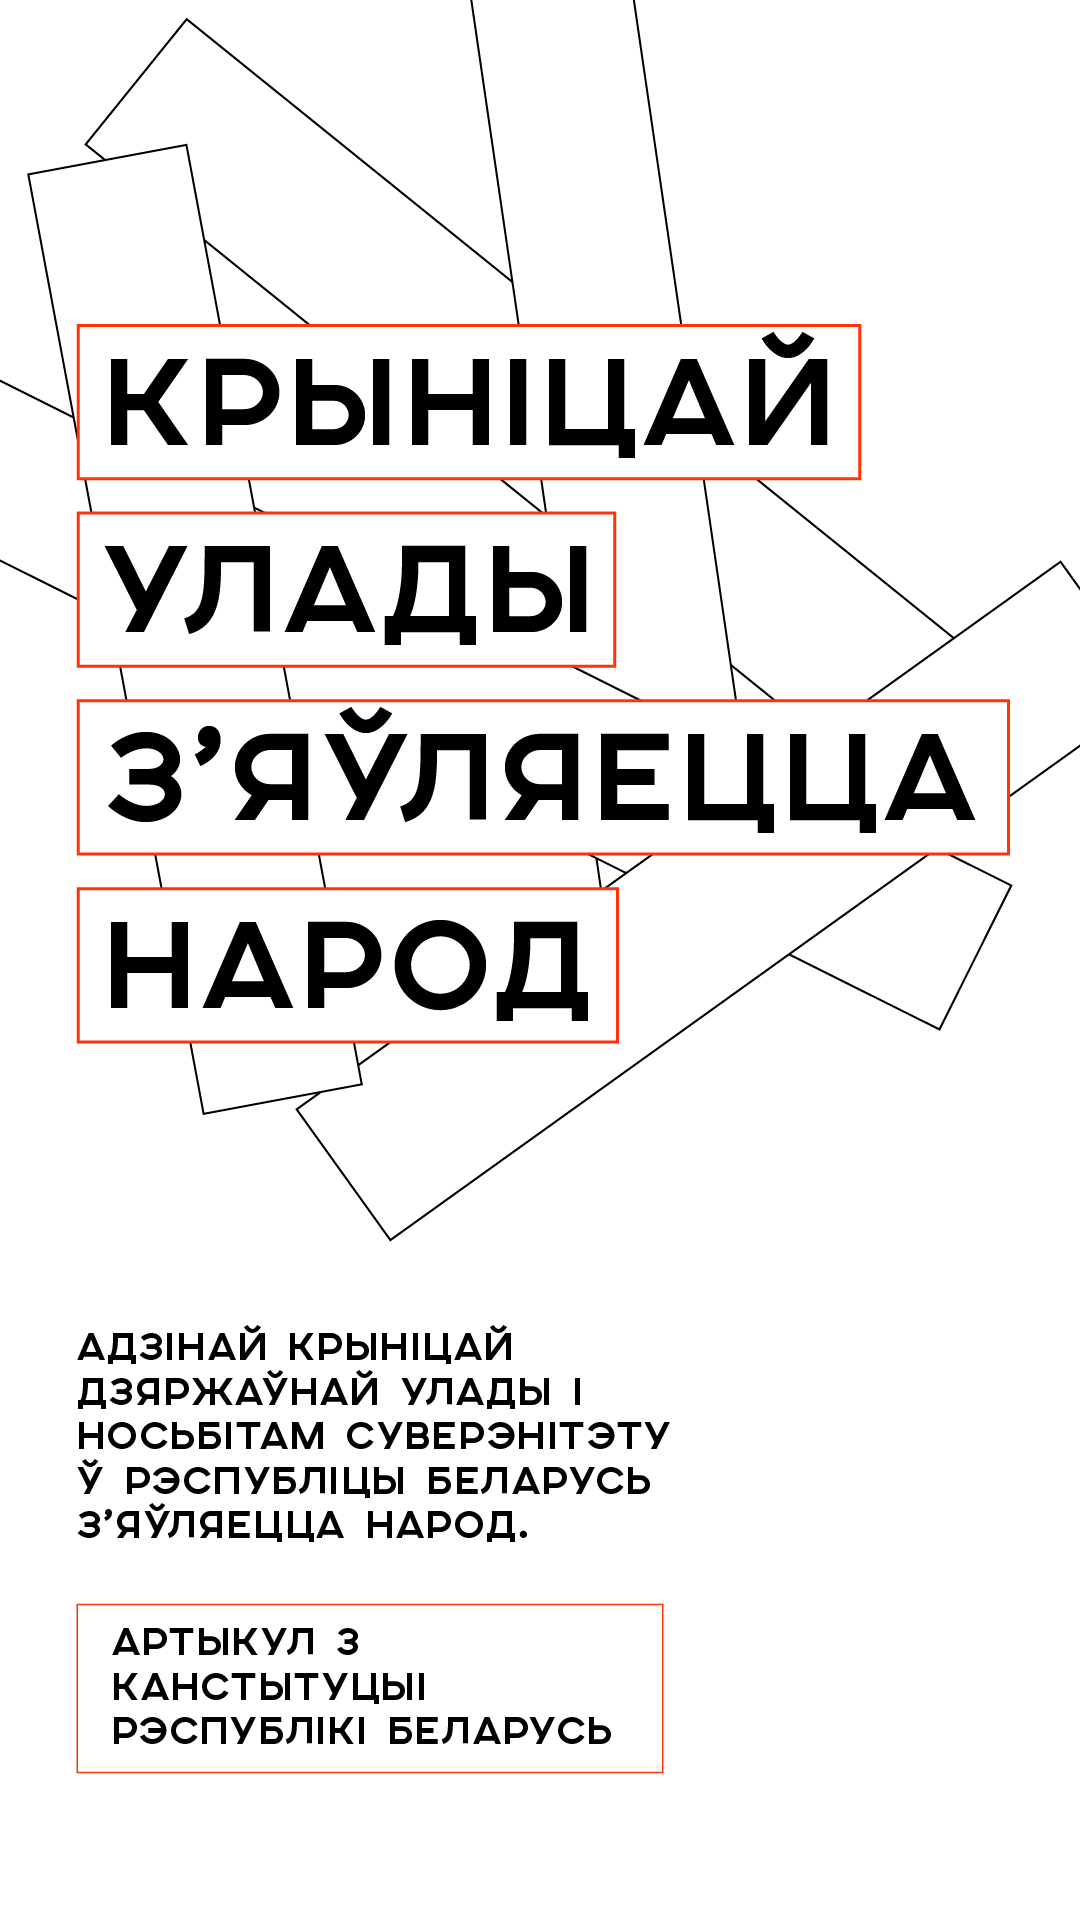 КРЫНІЦАЙ
УЛАДЫ
З’ЯЎЛЯЕЦЦА
НАРОД
АДЗІНАЙ КРЫНІЦАЙ
ДЗЯРЖАЎНАЙ УЛАДЫ І
НОСЬБІТАМ СУВЕРЭНІТЭТУ
Ў РЭСПУБЛІЦЫ БЕЛАРУСЬ
З’ЯЎЛЯЕЦЦА НАРОД.
АРТЫКУЛ 3
КАНСТЫТУЦЫІ
РЭСПУБЛІКІ БЕЛАРУСЬ